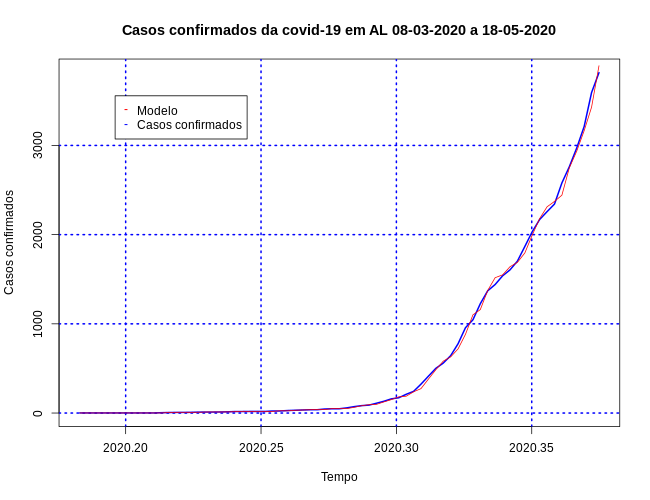 Casos confirmados da covid-19 em AL 08-03-2020 a 18-05-2020
Modelo
Casos confirmados
Casos confirmados
3000
2000
1000
0
2020.20 2020.25 2020.30 2020.35
Tempo